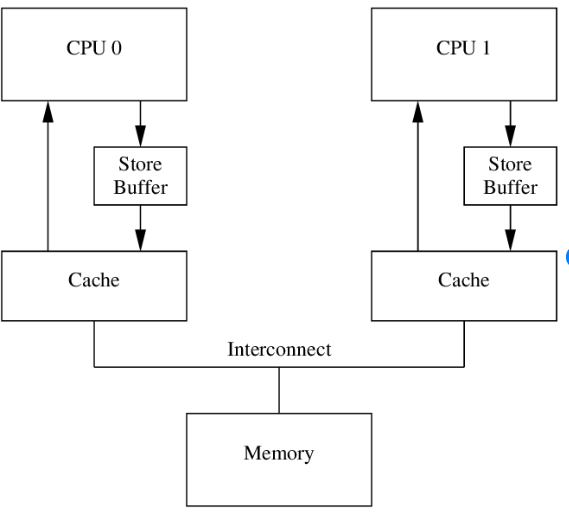 CPU 0
CPU 1
Store
Buffer
Store
Buffer
Cache
Cache
Interconnect
Memory